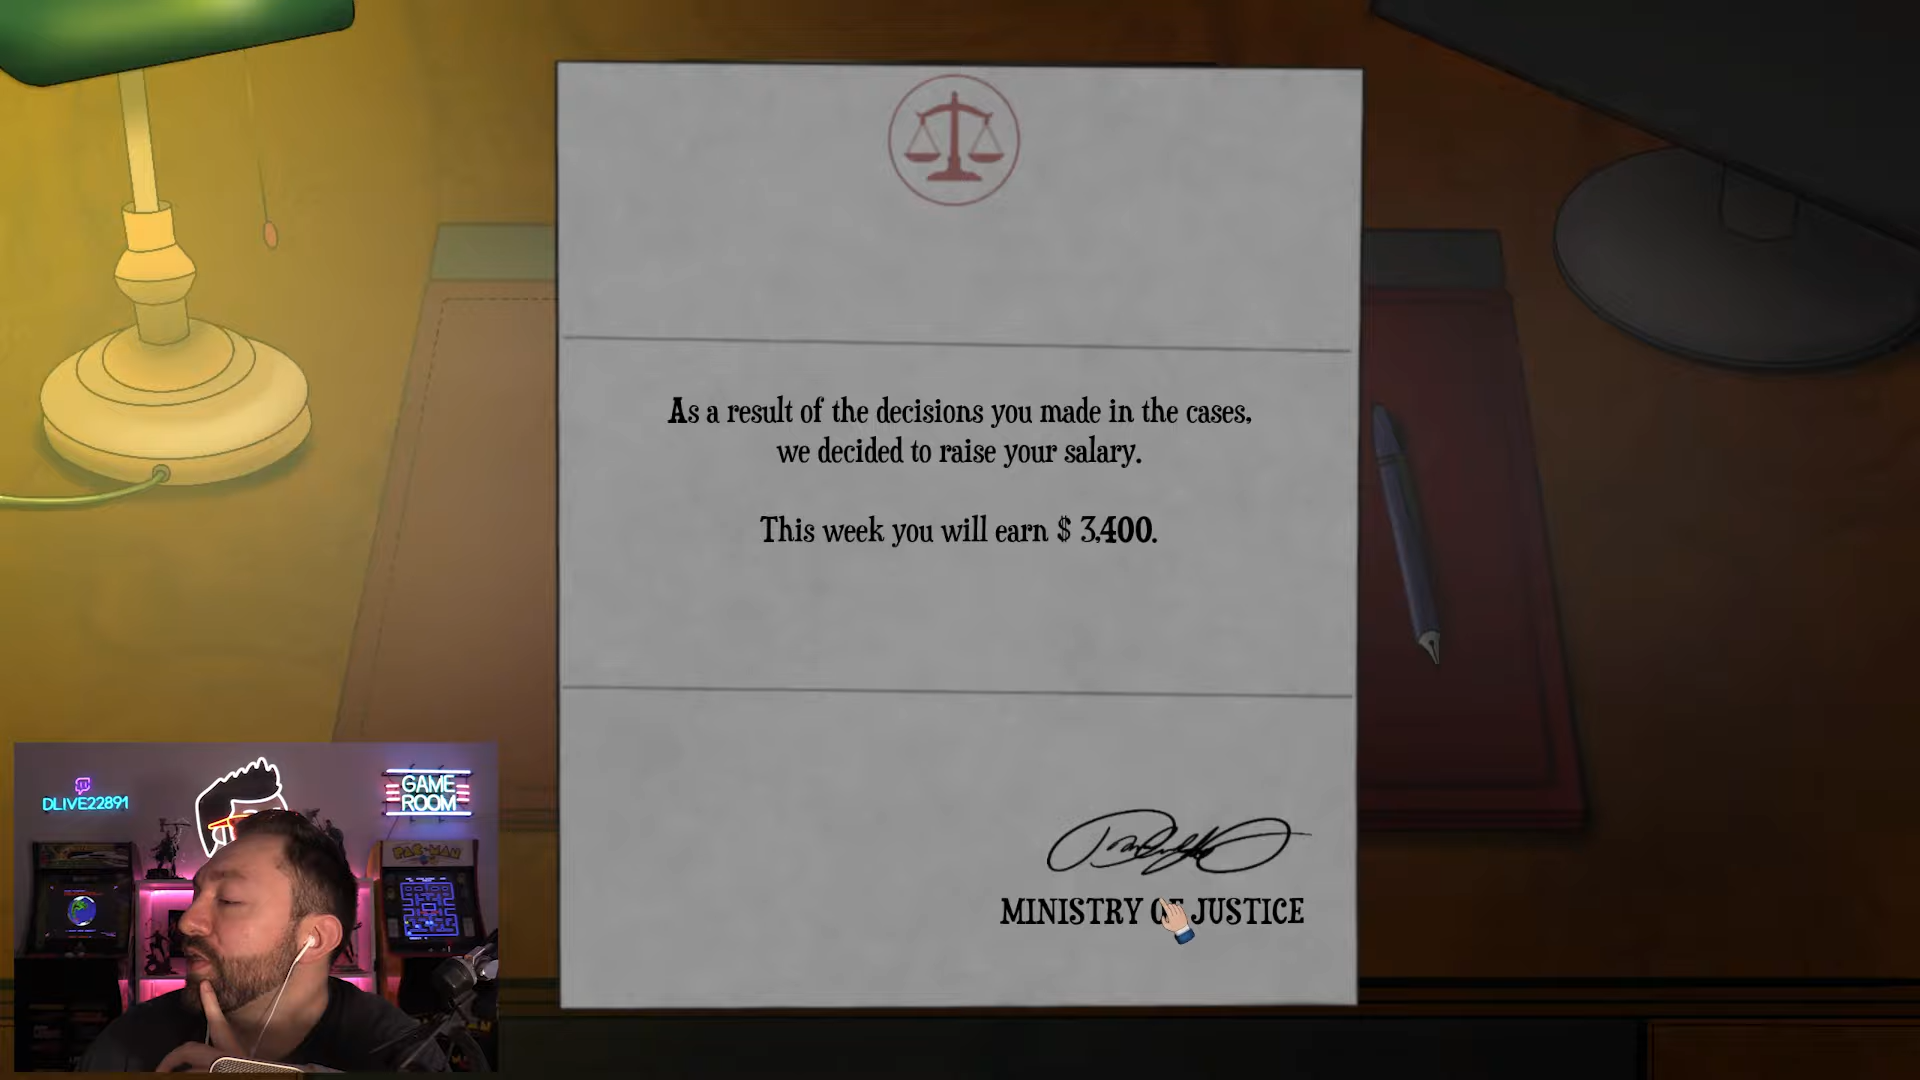 As a result of the decisions you made in the cases,
we decided to raise your salary.
This week you will earn $ 3,400.
MINISTRY OF JUSTICE
DLIVE22891
GAME
ROOM
PAC-MAN